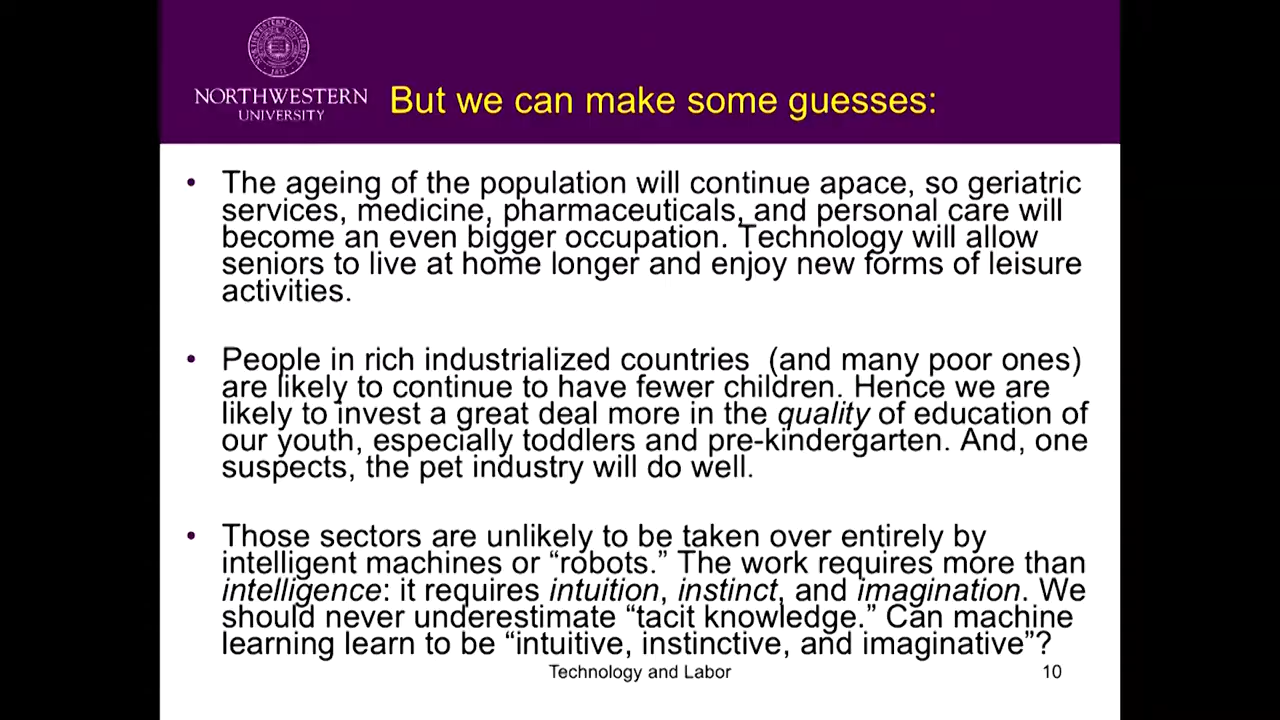 NORTHWESTERN
UNIVERSITY
But we can make some guesses:
• The ageing of the population will continue apace, so geriatric
services, medicine, pharmaceuticals, and personal care will
become an even bigger occupation. Technology will allow
seniors to live at home longer and enjoy new forms of leisure
activities.
• People in rich industrialized countries  (and many poor ones)
are likely to continue to have fewer children. Hence we are
likely to invest a great deal more in the quality of education of
our youth, especially toddlers and pre-kindergarten. And, one
suspects, the pet industry will do well.
• Those sectors are unlikely to be taken over entirely by
intelligent machines or “robots.” The work requires more than
intelligence: it requires intuition, instinct, and imagination. We
should never underestimate “tacit knowledge.” Can machine
learning learn to be “intuitive, instinctive, and imaginative”?
Technology and Labor
10